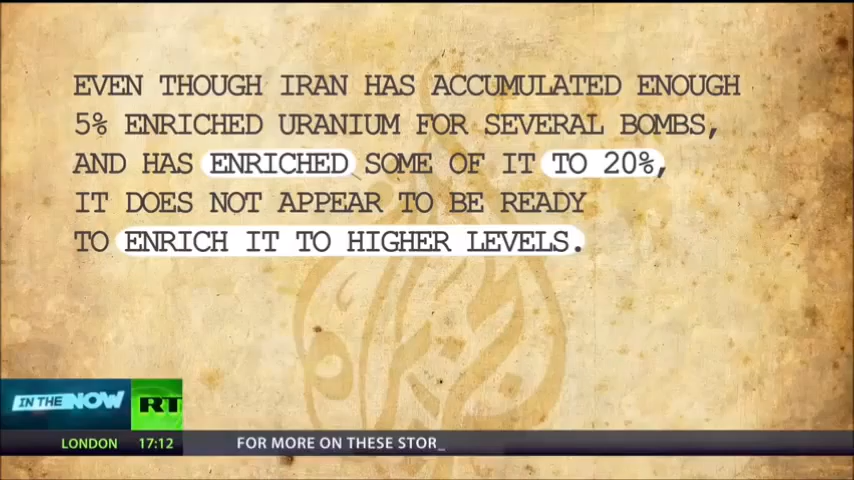 EVEN THOUGH IRAN HAS ACCUMULATED ENOUGH
5% ENRICHED URANIUM FOR SEVERAL BOMBS,
AND HAS ENRICHED SOME OF IT TO 20%,
IT DOES NOT APPEAR TO BE READY
TO ENRICH IT TO HIGHER LEVELS.
IN THE NOW RT
LONDON 17:12 FOR MORE ON THESE STOR_